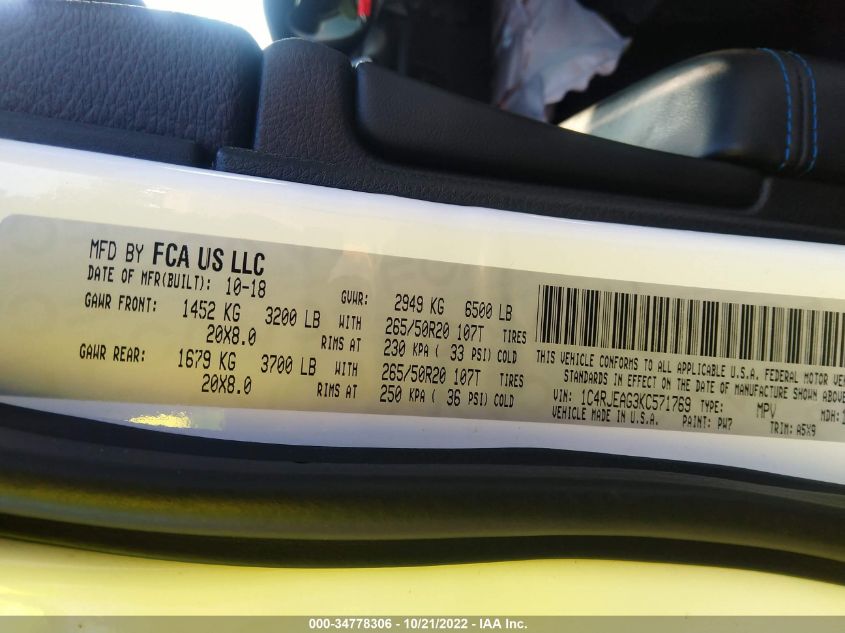 MFD BY FCA US LLC
DATE OF MFR(BUILT): 10-18
GVWR: 2949 KG 6500 LB
GAWR FRONT: 1452 KG 3200 LB WITH 265/50R20 107T TIRES
20X8.0 RIMS AT 230 KPA ( 33 PSI) COLD
GAWR REAR: 1679 KG 3700 LB WITH 265/50R20 107T TIRES
20X8.0 RIMS AT 250 KPA ( 36 PSI) COLD
THIS VEHICLE CONFORMS TO ALL APPLICABLE U.S.A. FEDERAL MOTOR
STANDARDS IN EFFECT ON THE DATE OF MANUFACTURE SHOWN ABOVE
VIN: 1C4RJEAG3KC571769 TYPE: MPV MDH:
VEHICLE MADE IN U.S.A. PAINT: PW7 TRIM: A5X9
000-34778306 - 10/21/2022 - IAA Inc.